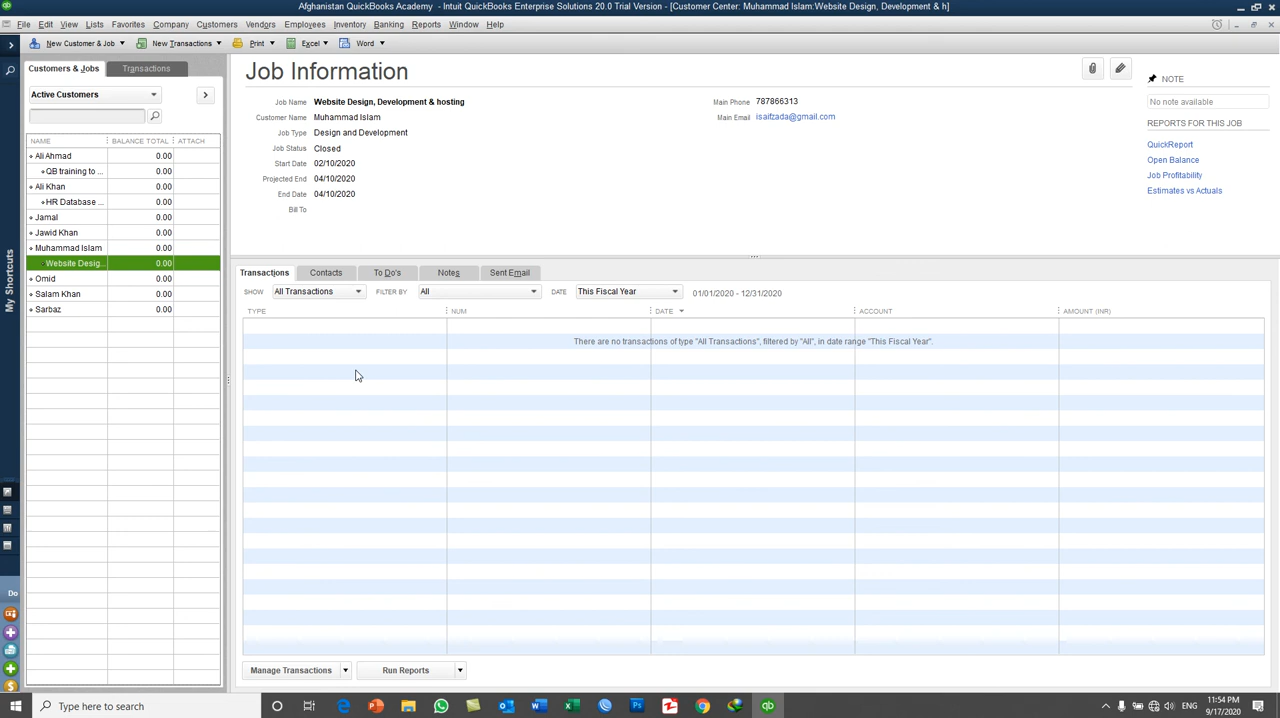 Afghanistan QuickBooks Academy - Intuit QuickBooks Enterprise Solutions 20.0 Trial Version - [Customer Center: Muhammad Islam:Website Design, Development & h]
File Edit View Lists Favorites Company Customers Vendors Employees Inventory Banking Reports Window Help
New Customer & Job New Transactions Print Excel Word
Customers & Jobs Transactions
Active Customers
NAME BALANCE TOTAL ATTACH
Ali Ahmad 0.00
QB training to ... 0.00
Ali Khan 0.00
HR Database ... 0.00
Jamal 0.00
Jawid Khan 0.00
Muhammad Islam 0.00
Website Desig... 0.00
Omid 0.00
Salam Khan 0.00
Sarbaz 0.00
My Shortcuts
Do
Job Information
Job Name Website Design, Development & hosting
Customer Name Muhammad Islam
Job Type Design and Development
Job Status Closed
Start Date 02/10/2020
Projected End 04/10/2020
End Date 04/10/2020
Bill To
Main Phone 787866313
Main Email isaifzada@gmail.com
NOTE
No note available
REPORTS FOR THIS JOB
QuickReport
Open Balance
Job Profitability
Estimates vs Actuals
Transactions Contacts To Do's Notes Sent Email
SHOW All Transactions FILTER BY All DATE This Fiscal Year 01/01/2020 - 12/31/2020
TYPE NUM DATE ACCOUNT AMOUNT (INR)
There are no transactions of type "All Transactions", filtered by "All", in date range "This Fiscal Year".
Manage Transactions Run Reports
Type here to search
ENG
11:54 PM
9/17/2020